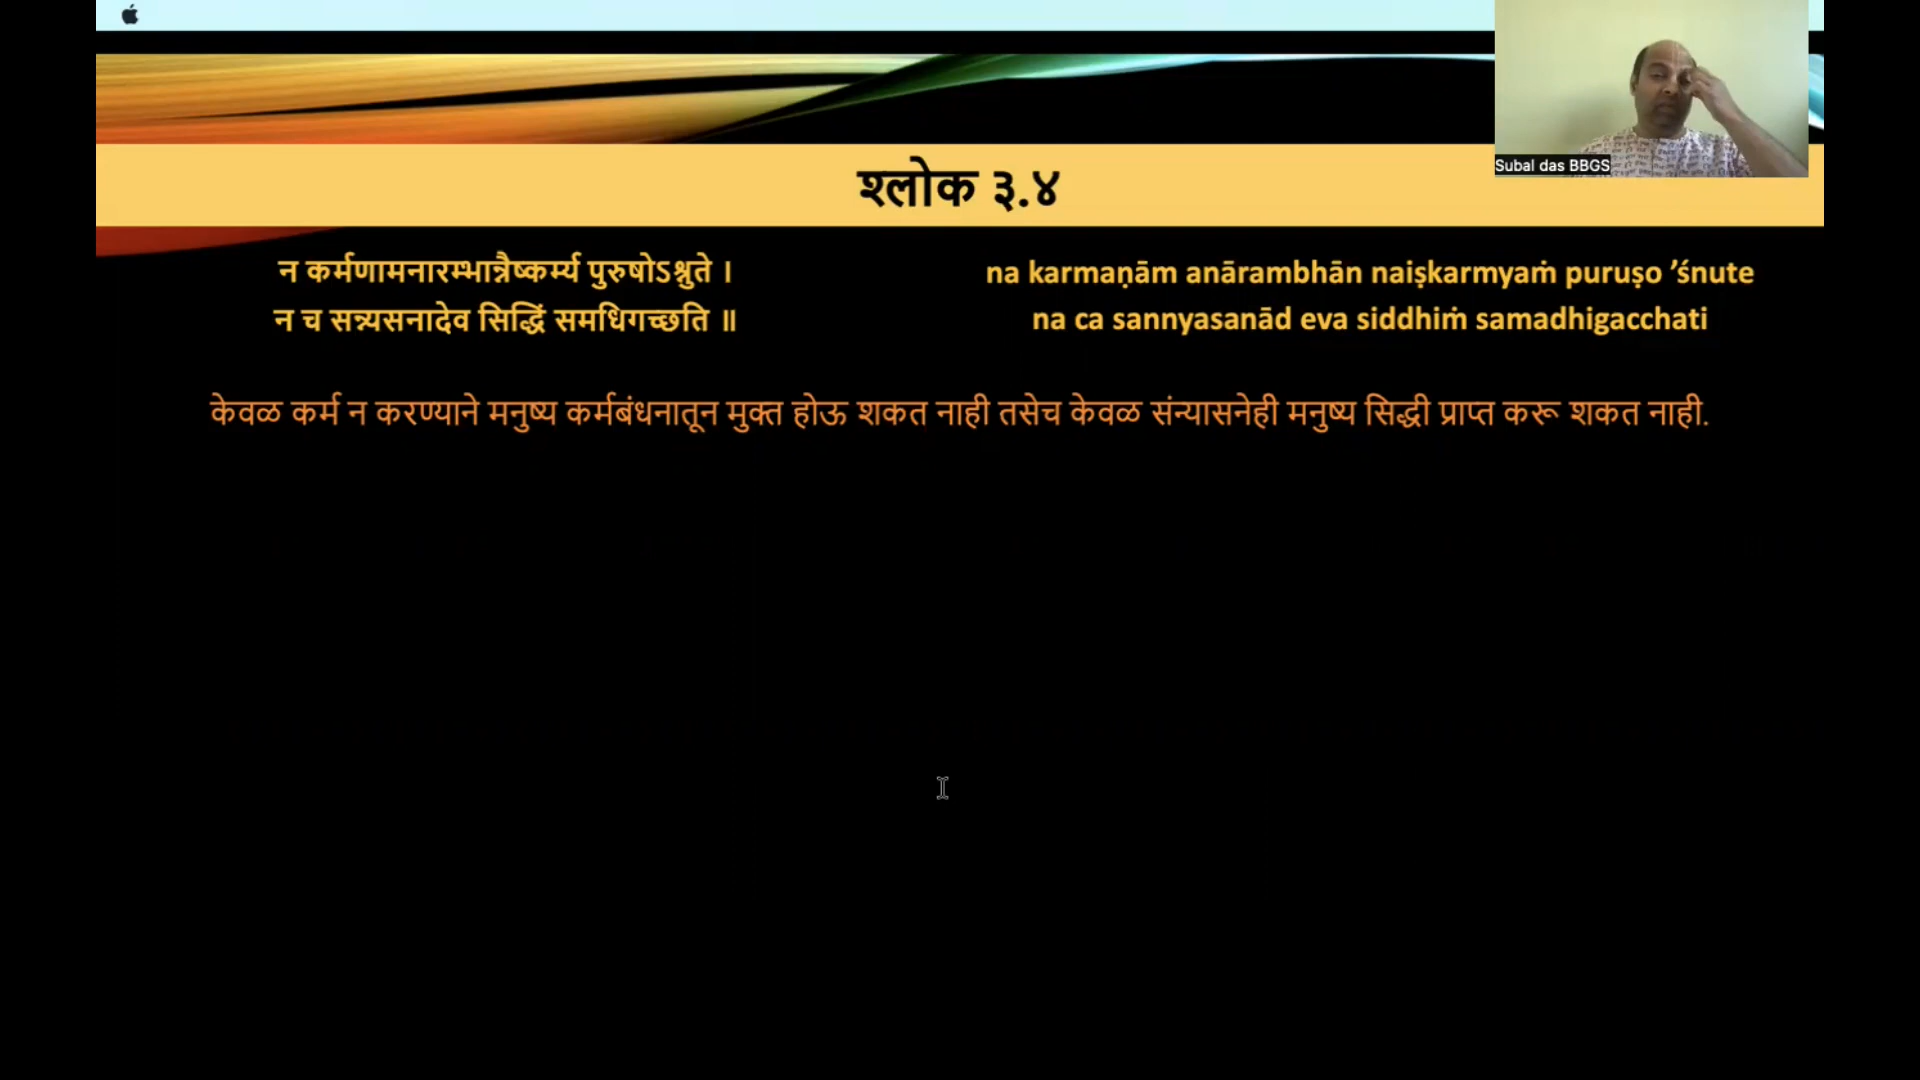 श्लोक ३.४
न कर्मणामनारम्भान्नैष्कर्म्य पुरुषोऽश्नुते ।
न च सन्न्यसनादेव सिद्धिं समधिगच्छति ॥
na karmaṇām anārambhān naiṣkarmyaṁ puruṣo ’śnute
na ca sannyasanād eva siddhiṁ samadhigacchati
केवळ कर्म न करण्याने मनुष्य कर्मबंधनातून मुक्त होऊ शकत नाही तसेच केवळ संन्यासनेही मनुष्य सिद्धी प्राप्त करू शकत नाही.
Subal das BBGS